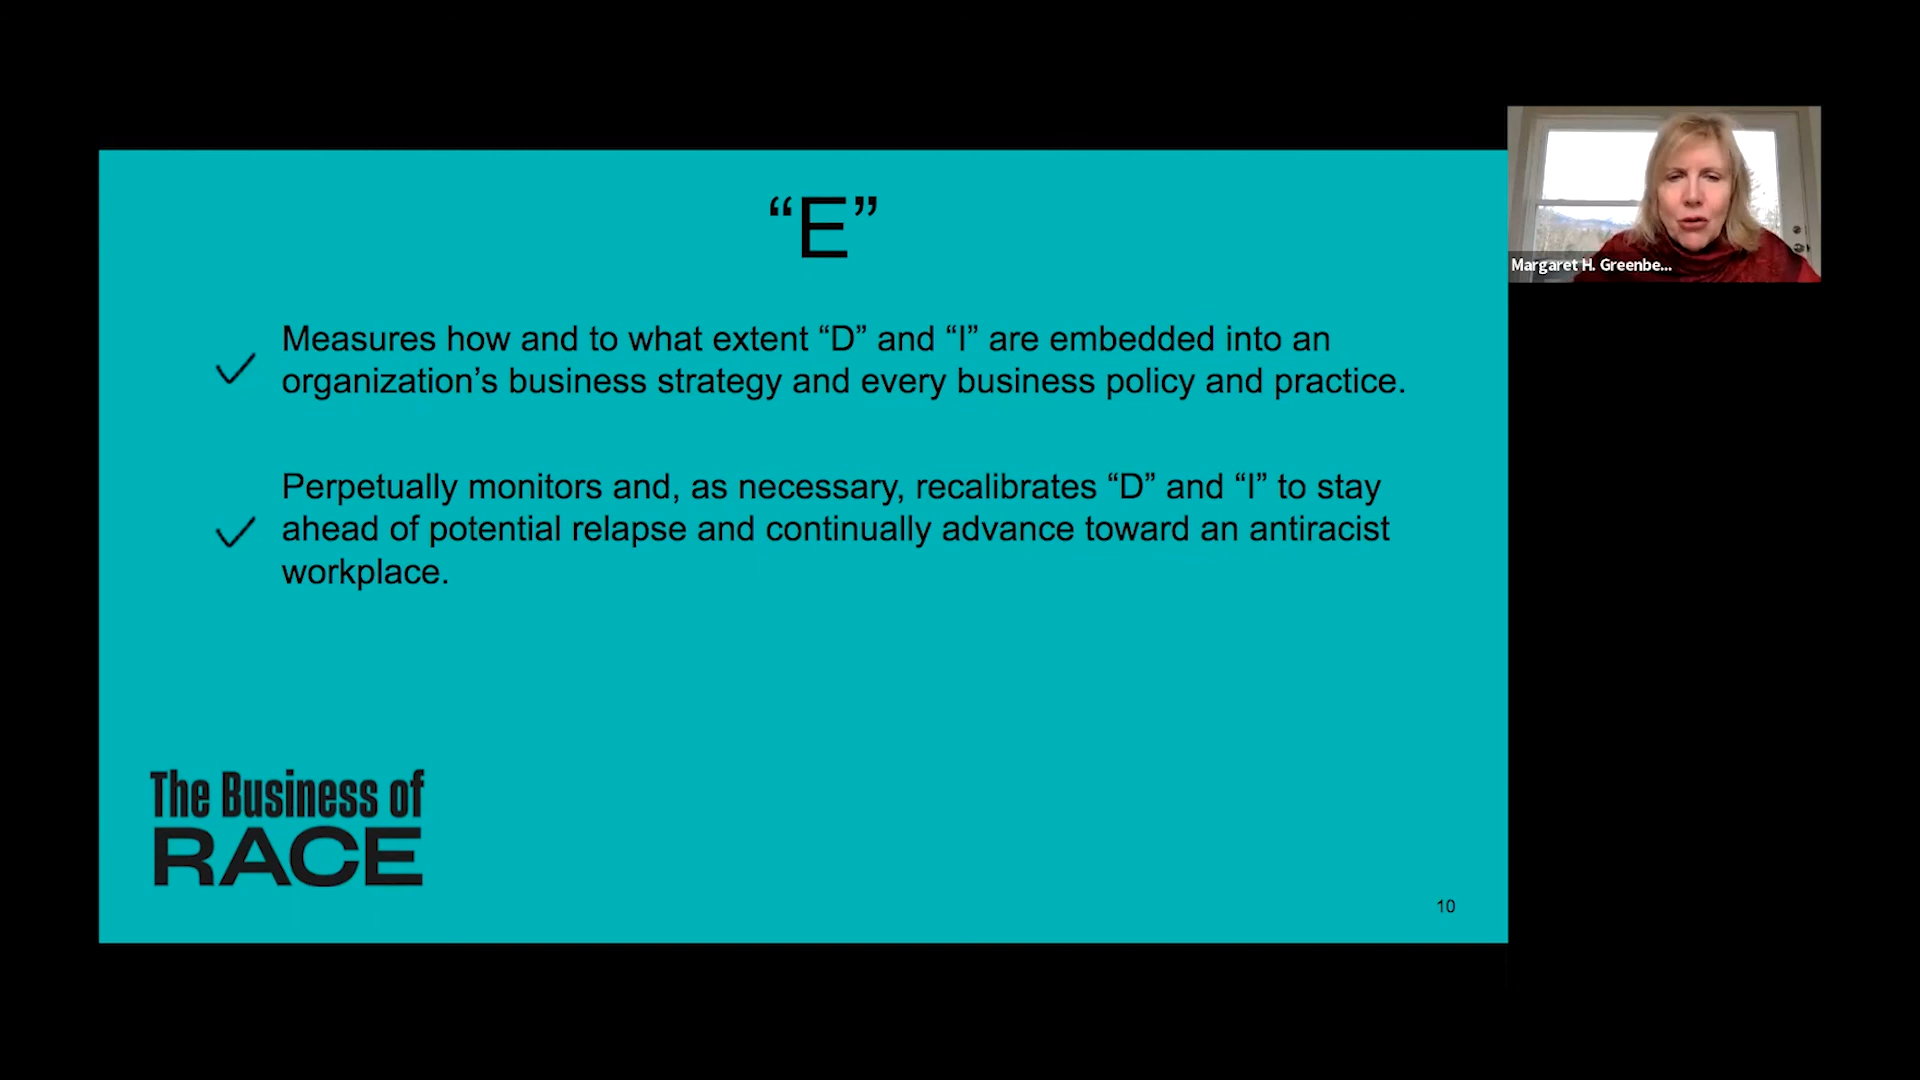 “E”
Measures how and to what extent “D” and “I” are embedded into an
organization’s business strategy and every business policy and practice.
Perpetually monitors and, as necessary, recalibrates “D” and “I” to stay
ahead of potential relapse and continually advance toward an antiracist
workplace.
The Business of
RACE
10
Margaret H. Greenbe...